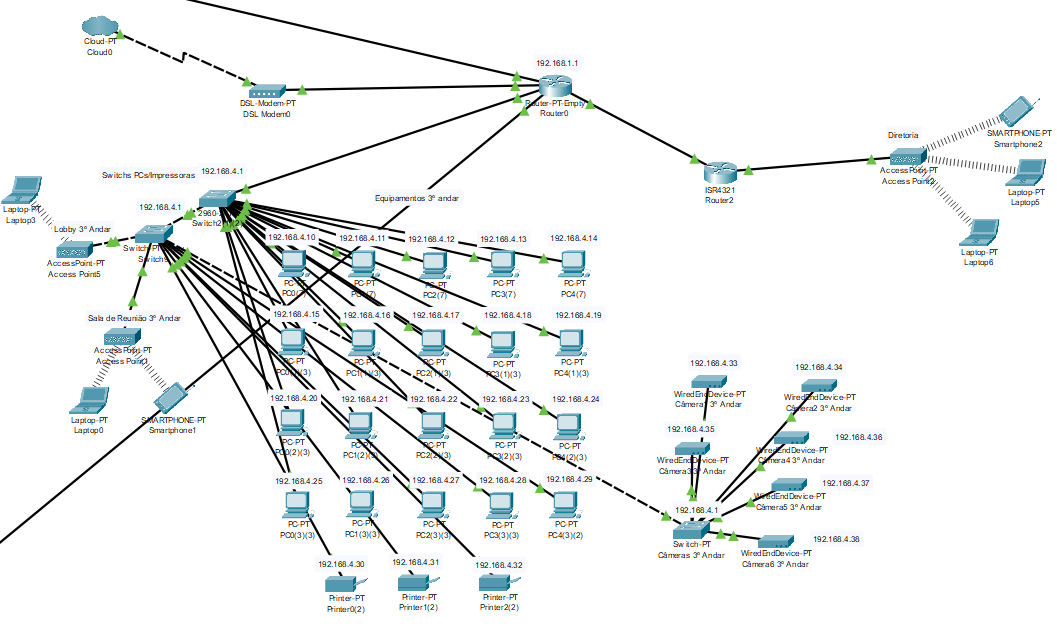 Cloud-PT
Cloud0
DSL-Modem-PT
DSL Modem0
192.168.1.1
Router-PT-Empty
Router0
ISR4321
Router2
Diretoria
AccessPoint-PT
SMARTPHONE-PT
Smartphone2
Laptop-PT
Laptop5
Laptop-PT
Laptop6
Switchs PCs/Impressoras
192.168.4.1
Equipamentos 3º andar
Laptop-PT
Laptop3
192.168.4.1
Lobby 3º Andar
AccessPoint-PT
Access Point5
Sala de Reunião 3º Andar
Laptop-PT
Laptop0
SMARTPHONE-PT
Smartphone1
192.168.4.10
192.168.4.11
192.168.4.12
192.168.4.13
192.168.4.14
PC-PT
PC0(7)
PC-PT
PC-PT
PC2(7)
PC-PT
PC3(7)
PC-PT
PC4(7)
192.168.4.15
192.168.4.16
192.168.4.17
192.168.4.18
192.168.4.19
PC-PT
PC-PT
PC1(1)(3)
PC-PT
PC2(1)(3)
PC-PT
PC3(1)(3)
PC-PT
PC4(1)(3)
192.168.4.20
192.168.4.21
192.168.4.22
192.168.4.23
192.168.4.24
PC-PT
PC0(2)(3)
PC-PT
PC1(2)(3)
PC-PT
PC2(2)(3)
PC-PT
PC3(2)(3)
PC-PT
PC4(2)(3)
192.168.4.25
192.168.4.26
192.168.4.27
192.168.4.28
192.168.4.29
PC-PT
PC0(3)(3)
PC-PT
PC1(3)(3)
PC-PT
PC2(3)(3)
PC-PT
PC3(3)(3)
PC-PT
PC4(3)(2)
192.168.4.30
192.168.4.31
192.168.4.32
Printer-PT
Printer0(2)
Printer-PT
Printer1(2)
Printer-PT
Printer2(2)
192.168.4.33
WiredEndDevice-PT
Câmera1 3º Andar
192.168.4.34
WiredEndDevice-PT
Câmera2 3º Andar
192.168.4.35
WiredEndDevice-PT
Câmera3 3º Andar
192.168.4.36
WiredEndDevice-PT
Câmera4 3º Andar
192.168.4.37
WiredEndDevice-PT
Câmera5 3º Andar
192.168.4.1
Switch-PT
Câmeras 3º Andar
192.168.4.38
WiredEndDevice-PT
Câmera6 3º Andar